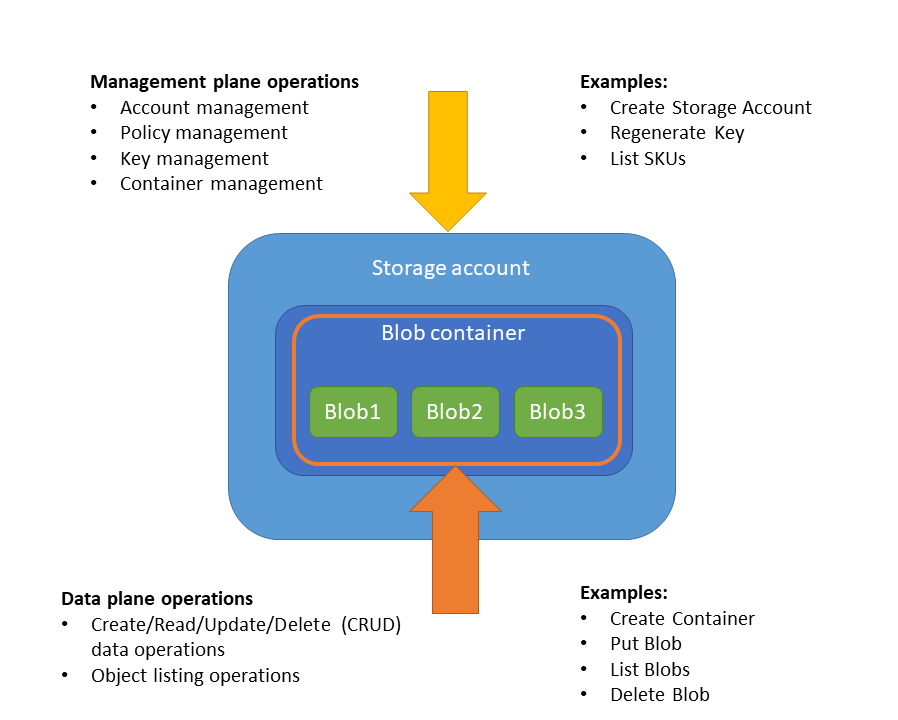 Management plane operations
• Account management
• Policy management
• Key management
• Container management
Examples:
• Create Storage Account
• Regenerate Key
• List SKUs
Storage account
Blob container
Blob1
Blob2
Blob3
Data plane operations
• Create/Read/Update/Delete (CRUD)
data operations
• Object listing operations
Examples:
• Create Container
• Put Blob
• List Blobs
• Delete Blob